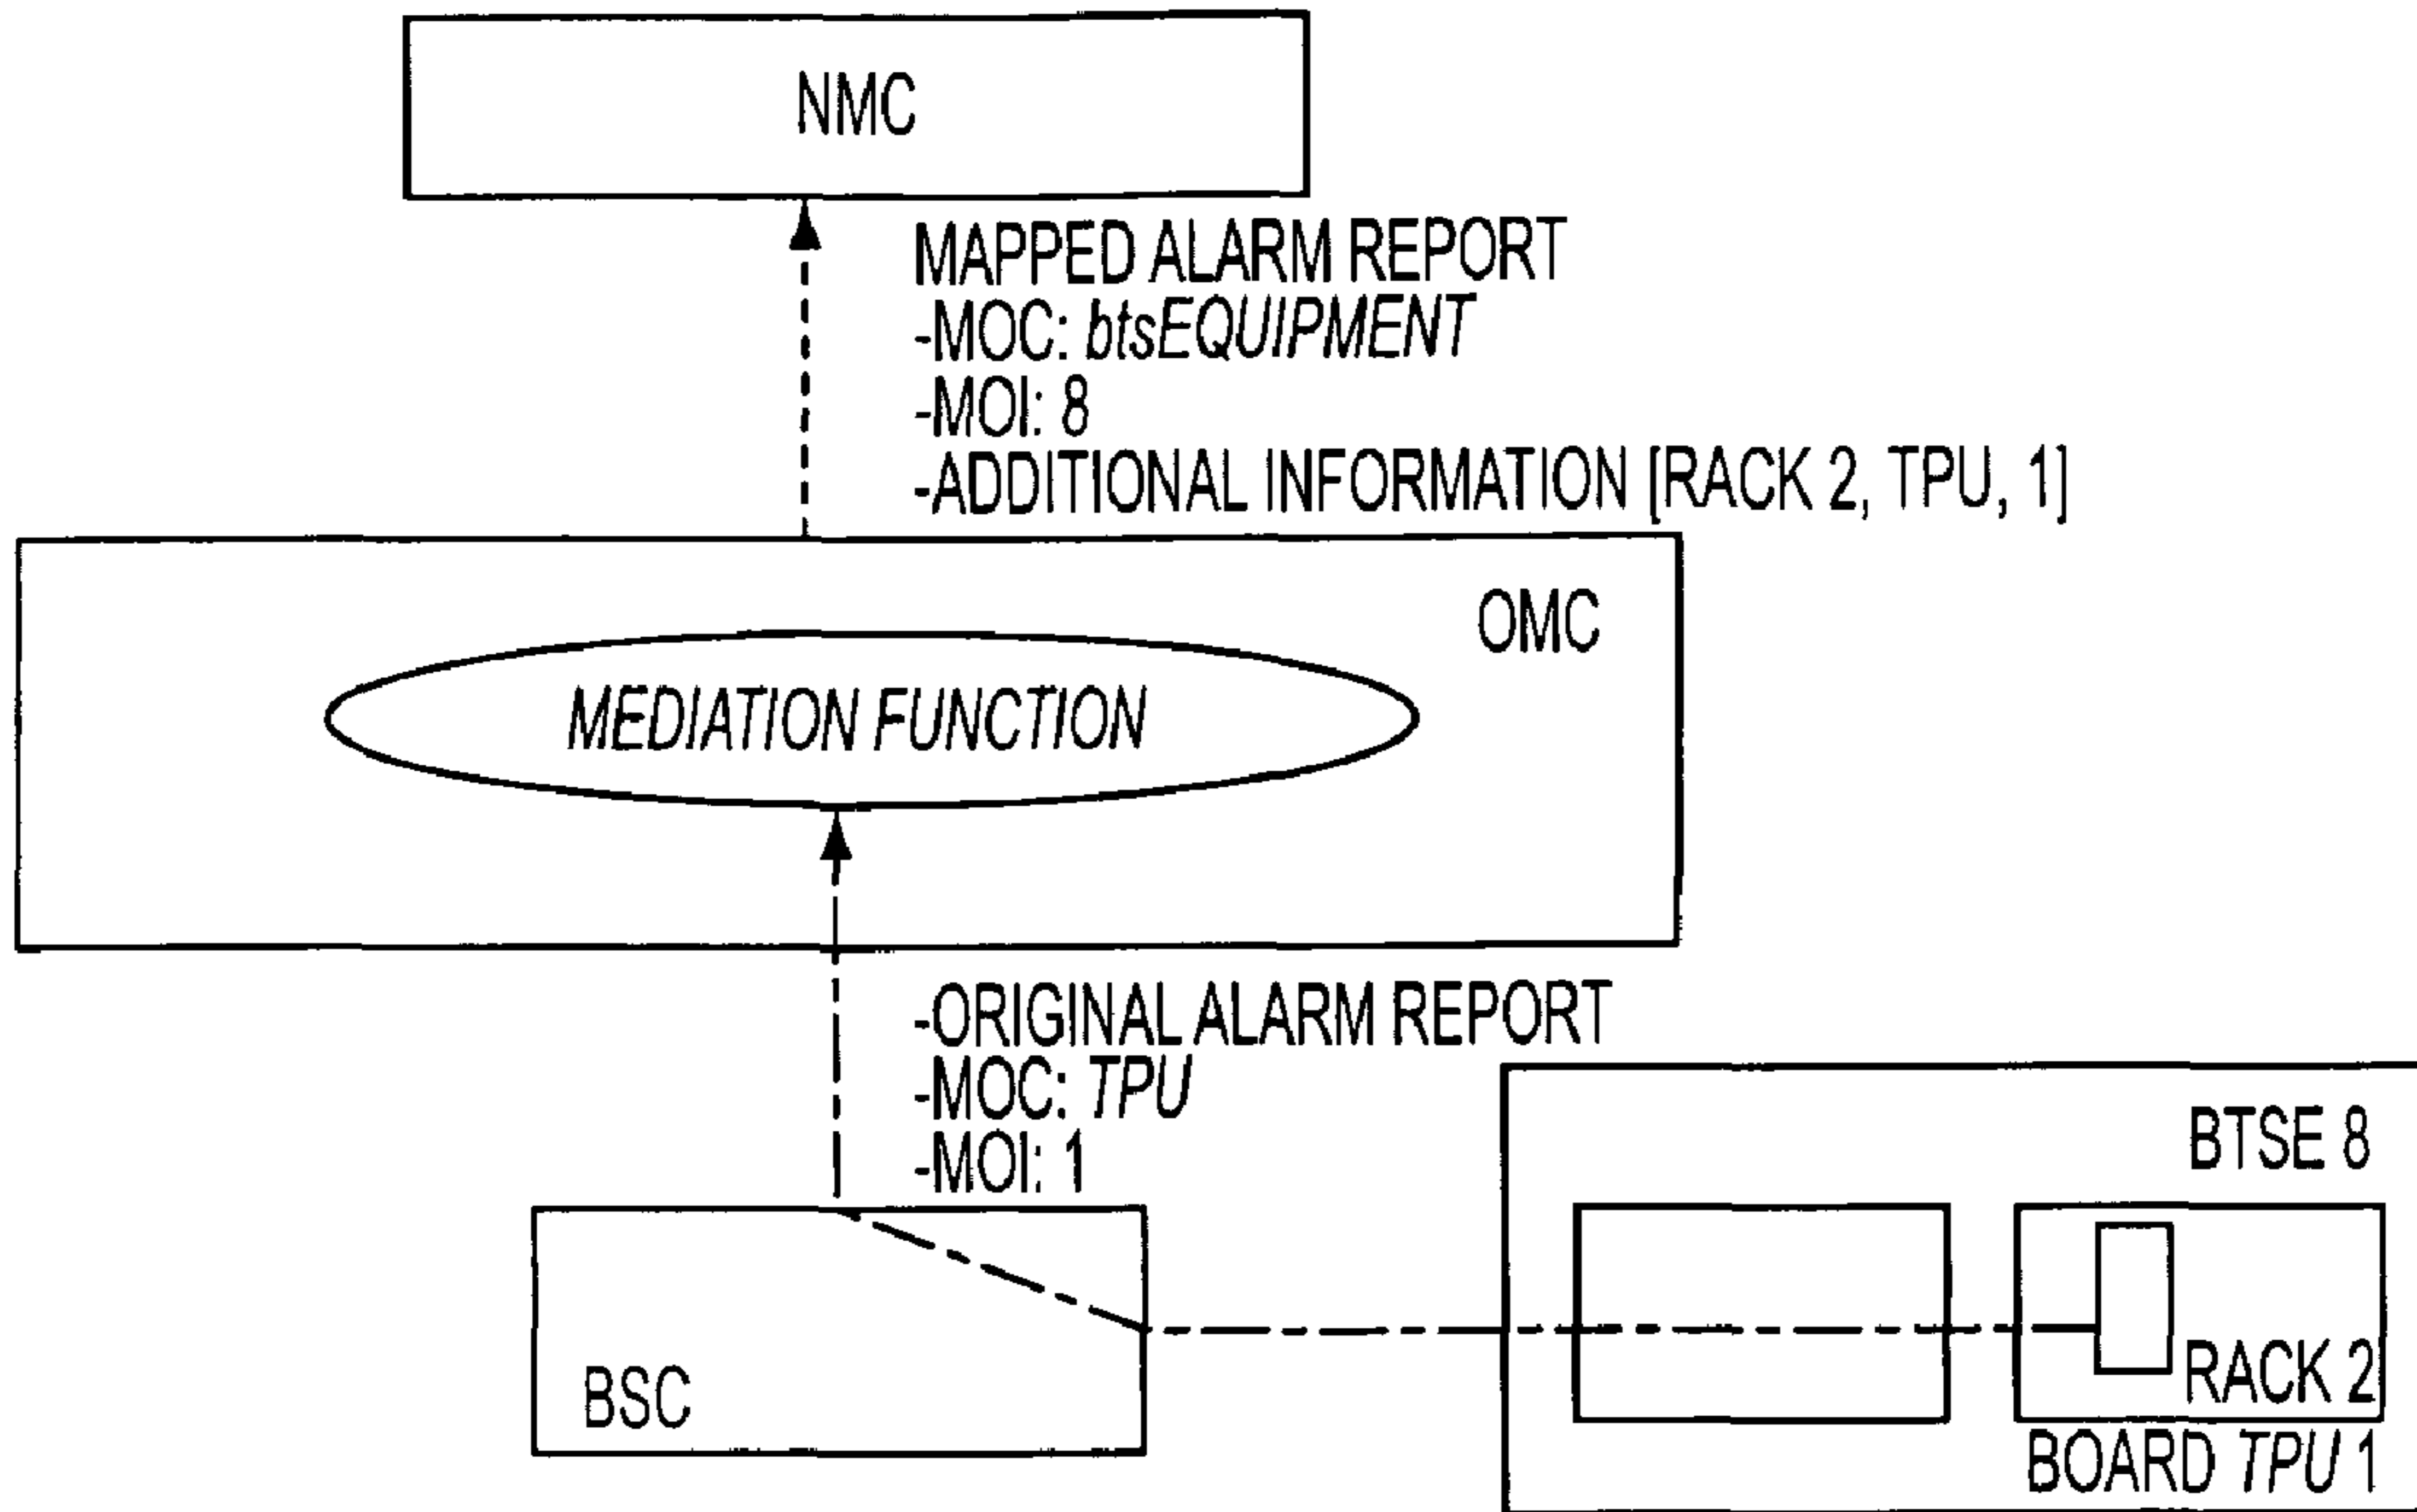 NMC
MAPPED ALARM REPORT
-MOC: btsEQUIPMENT
-MOI: 8
-ADDITIONAL INFORMATION [RACK 2, TPU, 1]
OMC
MEDIATION FUNCTION
-ORIGINAL ALARM REPORT
-MOC: TPU
-MOI: 1
BTSE 8
BSC
RACK 2
BOARD TPU 1